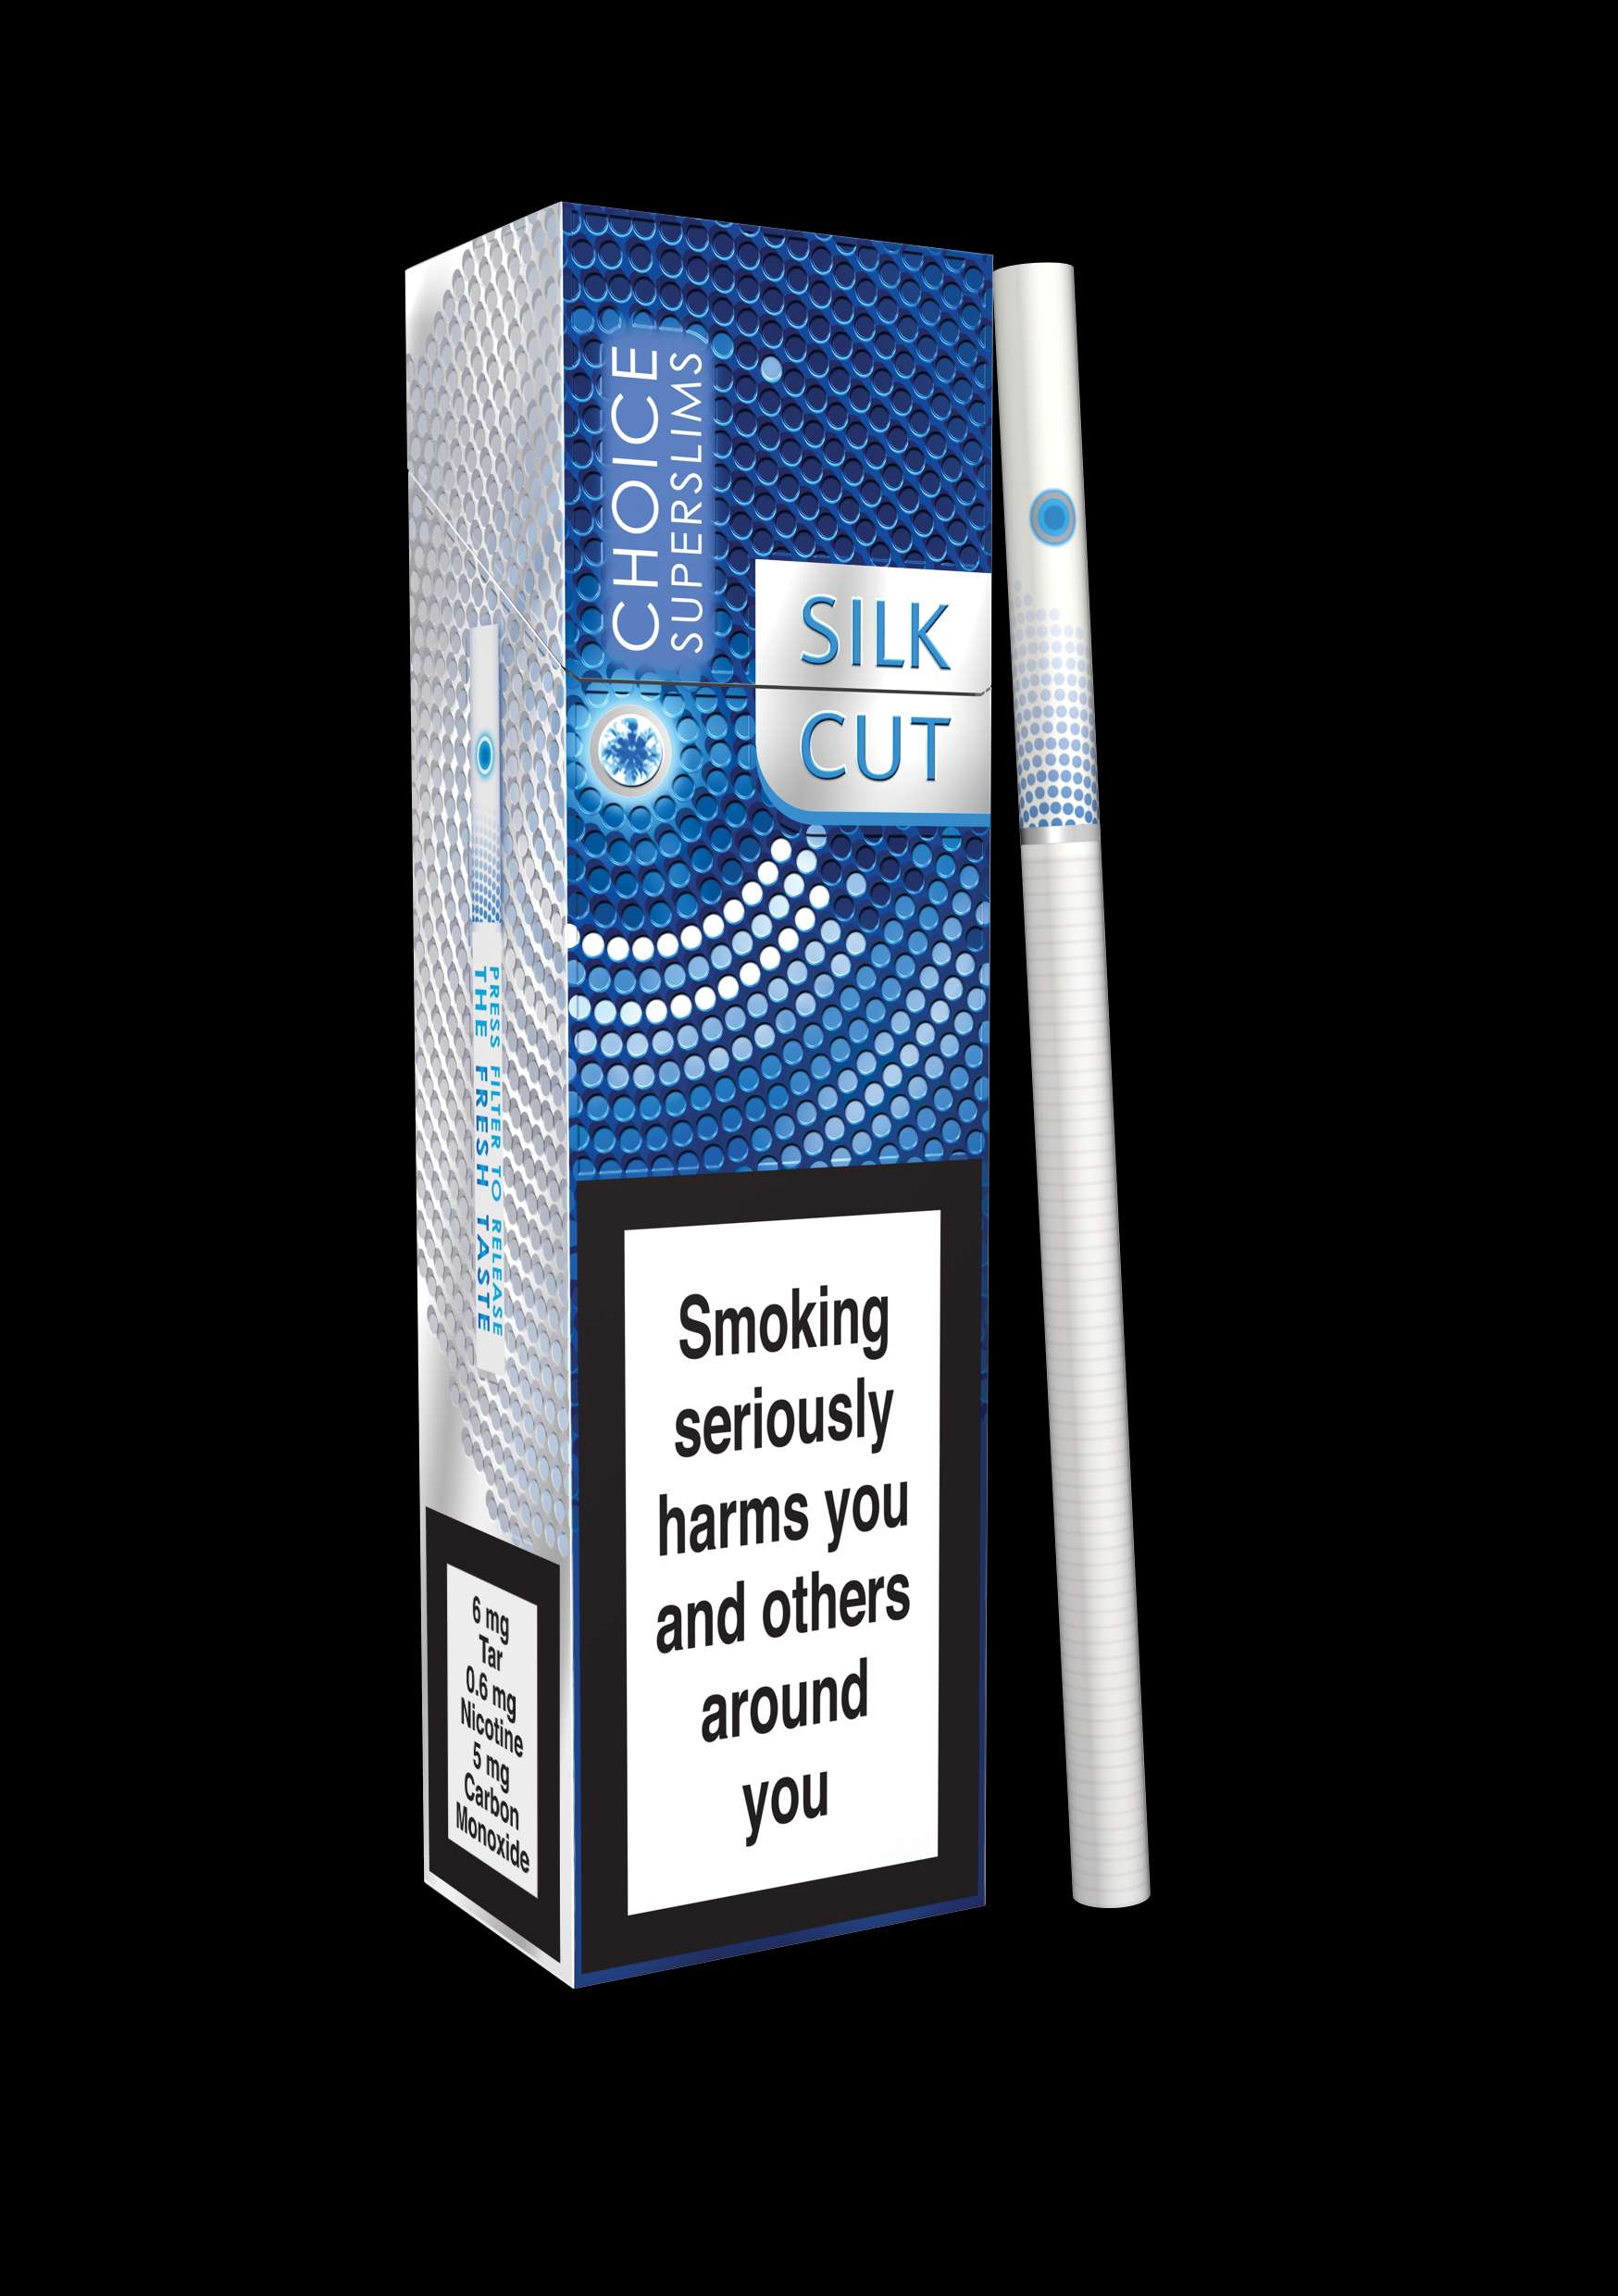 CHOICE
SUPERSLIMS
SILK
CUT
Smoking
seriously
harms you
and others
around
you
PRESS FILTER TO RELEASE
THE FRESH TASTE
6 mg
Tar
0.6 mg
Nicotine
5 mg
Carbon
Monoxide